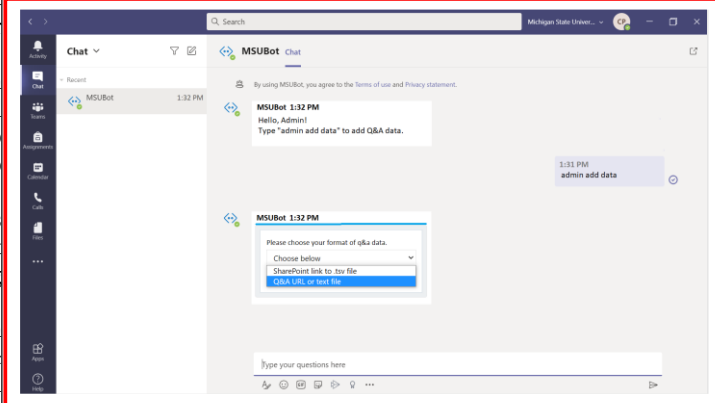 Search
Michigan State Univer...
CP
Activity
Chat
Teams
Assignments
Calendar
Calls
Files
Apps
Help
Chat
Recent
MSUBot 1:32 PM
MSUBot Chat
By using MSUBot, you agree to the Terms of use and Privacy statement.
MSUBot 1:32 PM
Hello, Admin!
Type "admin add data" to add Q&A data.
1:31 PM
admin add data
MSUBot 1:32 PM
Please choose your format of q&a data.
Choose below
SharePoint link to .tsv file
Q&A URL or text file
Type your questions here